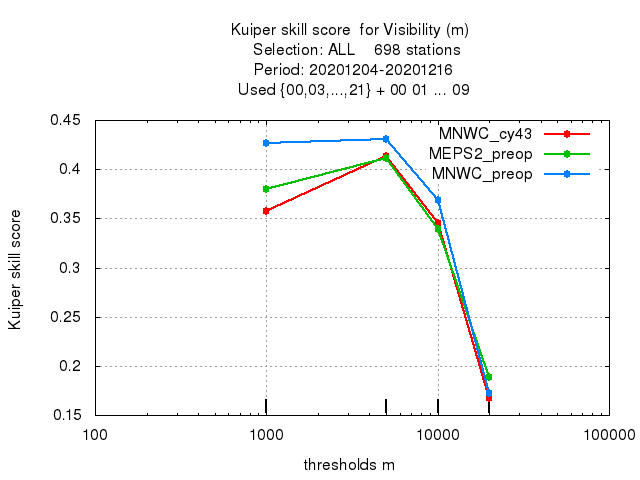 Kuiper skill score  for Visibility (m)
Selection: ALL    698 stations
Period: 20201204-20201216
Used {00,03,...,21} + 00 01 ... 09
MNWC_cy43
MEPS2_preop
MNWC_preop
0.45
0.4
0.35
0.3
0.25
0.2
0.15
Kuiper skill score
100
1000
10000
100000
thresholds m